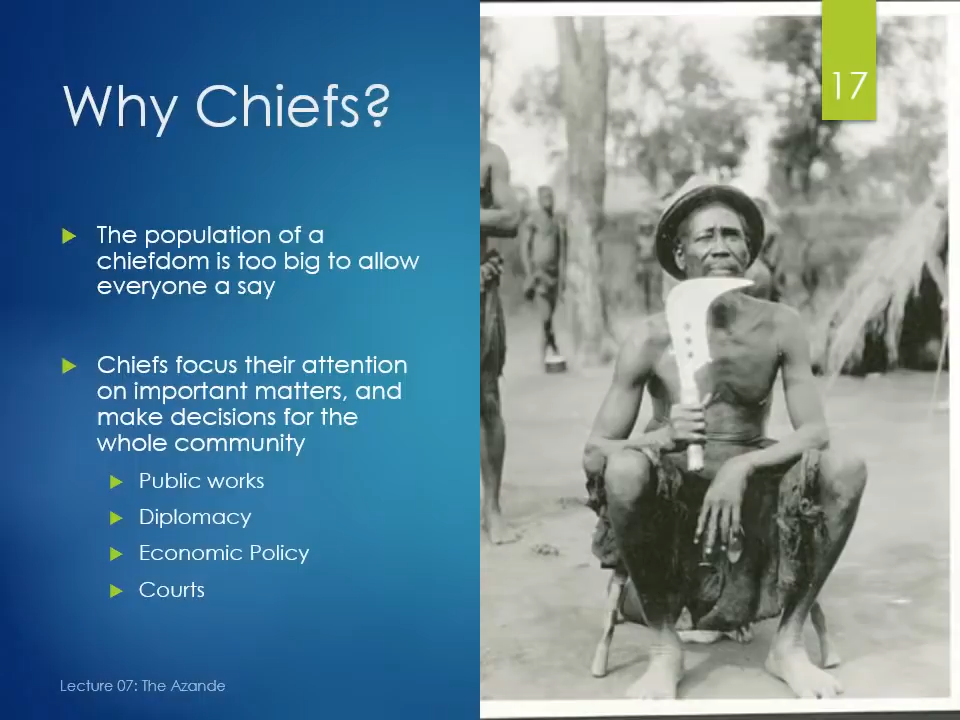 17
Why Chiefs?
The population of a
chiefdom is too big to allow
everyone a say
Chiefs focus their attention
on important matters, and
make decisions for the
whole community
Public works
Diplomacy
Economic Policy
Courts
Lecture 07: The Azande